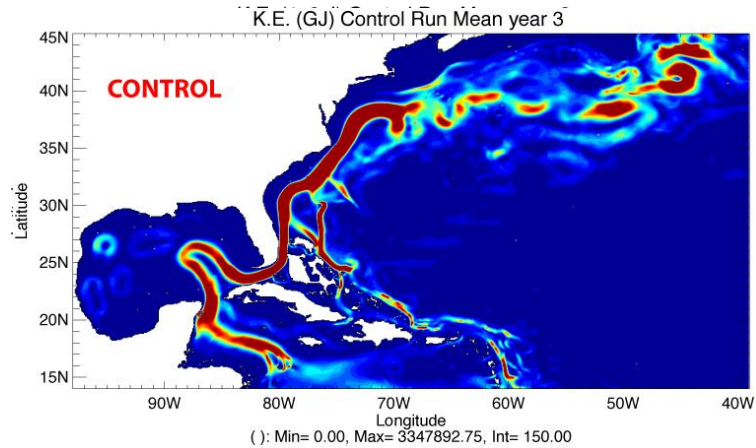 K.E. (GJ) Control Run Mean year 3
CONTROL
45N
40N
35N
30N
25N
20N
15N
Latitude
90W 80W 70W 60W 50W 40W
Longitude
( ): Min= 0.00, Max= 3347892.75, Int= 150.00